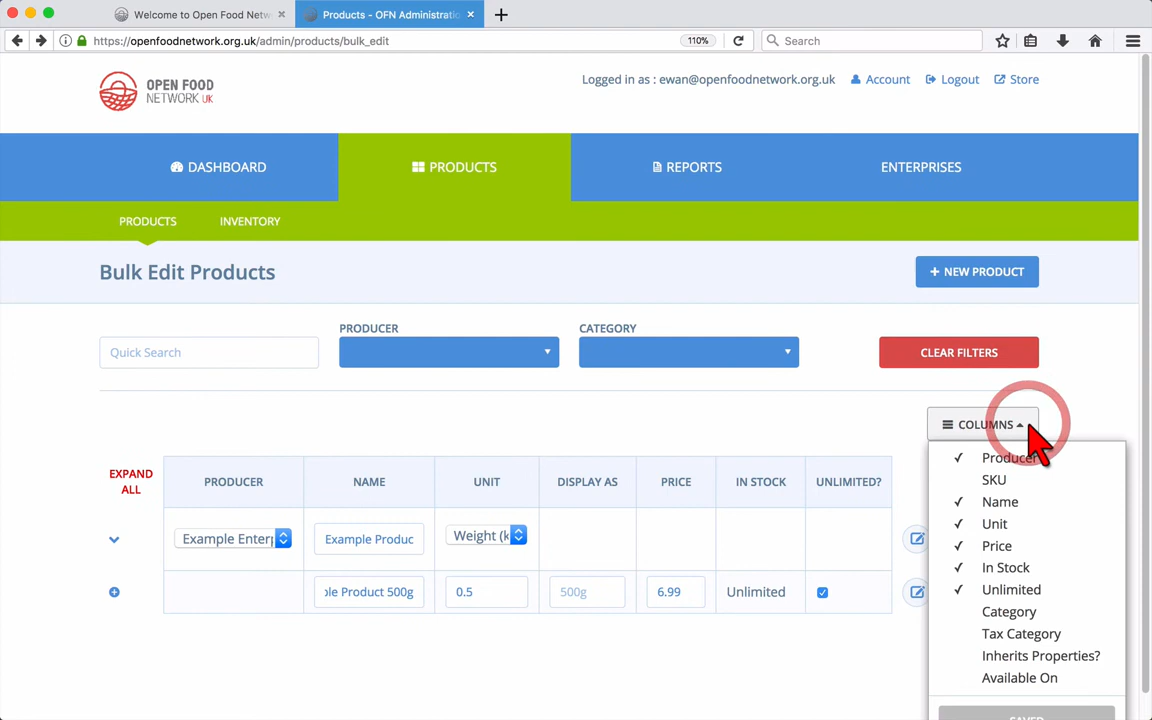 Welcome to Open Food Netw
Products - OFN Administratio
https://openfoodnetwork.org.uk/admin/products/bulk_edit
110%
Search
OPEN FOOD
NETWORK UK
Logged in as : ewan@openfoodnetwork.org.uk
Account
Logout
Store
DASHBOARD
PRODUCTS
REPORTS
ENTERPRISES
PRODUCTS
INVENTORY
Bulk Edit Products
+ NEW PRODUCT
PRODUCER
CATEGORY
Quick Search
CLEAR FILTERS
COLUMNS
EXPAND
ALL
PRODUCER
NAME
UNIT
DISPLAY AS
PRICE
IN STOCK
UNLIMITED?
Example Enterp
Example Produc
Weight (k
ple Product 500g
0.5
500g
6.99
Unlimited
Producer
SKU
Name
Unit
Price
In Stock
Unlimited
Category
Tax Category
Inherits Properties?
Available On
SAVED